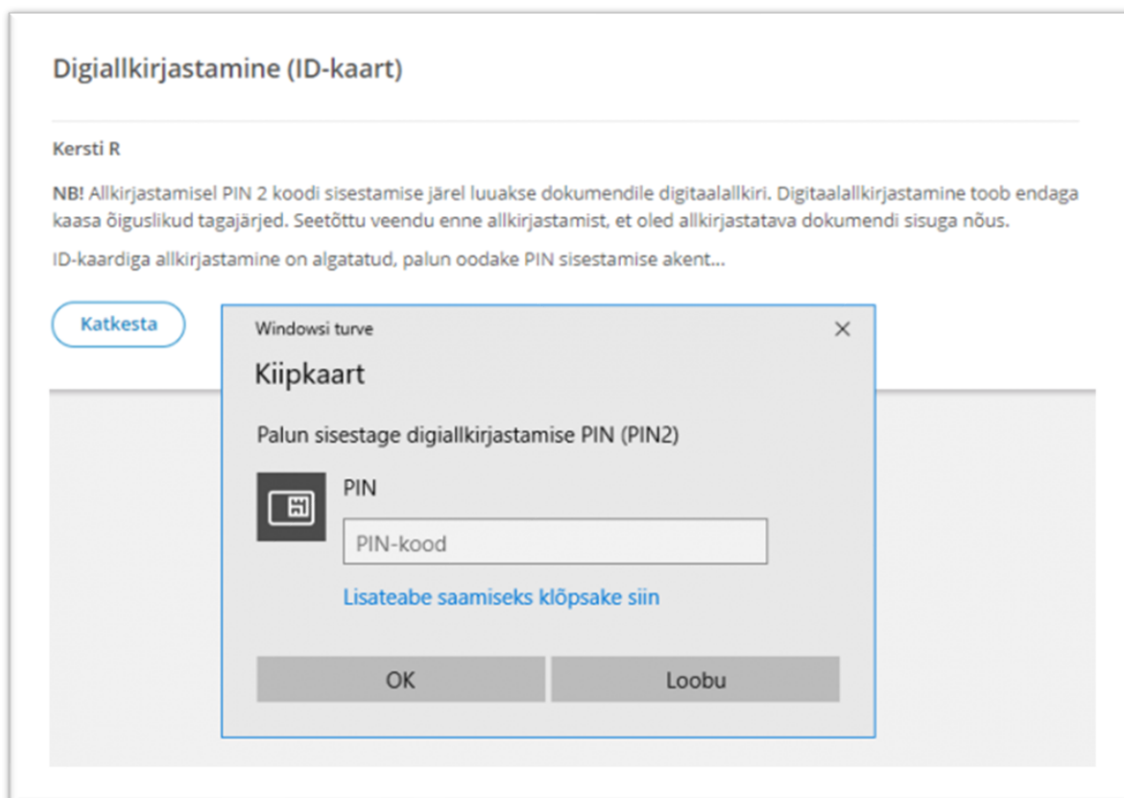 Digiallkirjastamine (ID-kaart)
Kersti R
NB! Allkirjastamisel PIN 2 koodi sisestamise järel luuakse dokumendile digitaalallkiri. Digitaalallkirjastamine toob endaga
kaasa õiguslikud tagajärjed. Seetõttu veendu enne allkirjastamist, et oled allkirjastatava dokumendi sisuga nõus.
ID-kaardiga allkirjastamine on algatatud, palun oodake PIN sisestamise akent...
Katkesta
Windowsi turve
Kiipkaart
Palun sisestage digiallkirjastamise PIN (PIN2)
PIN
PIN-kood
Lisateabe saamiseks klõpsake siin
OK
Loobu